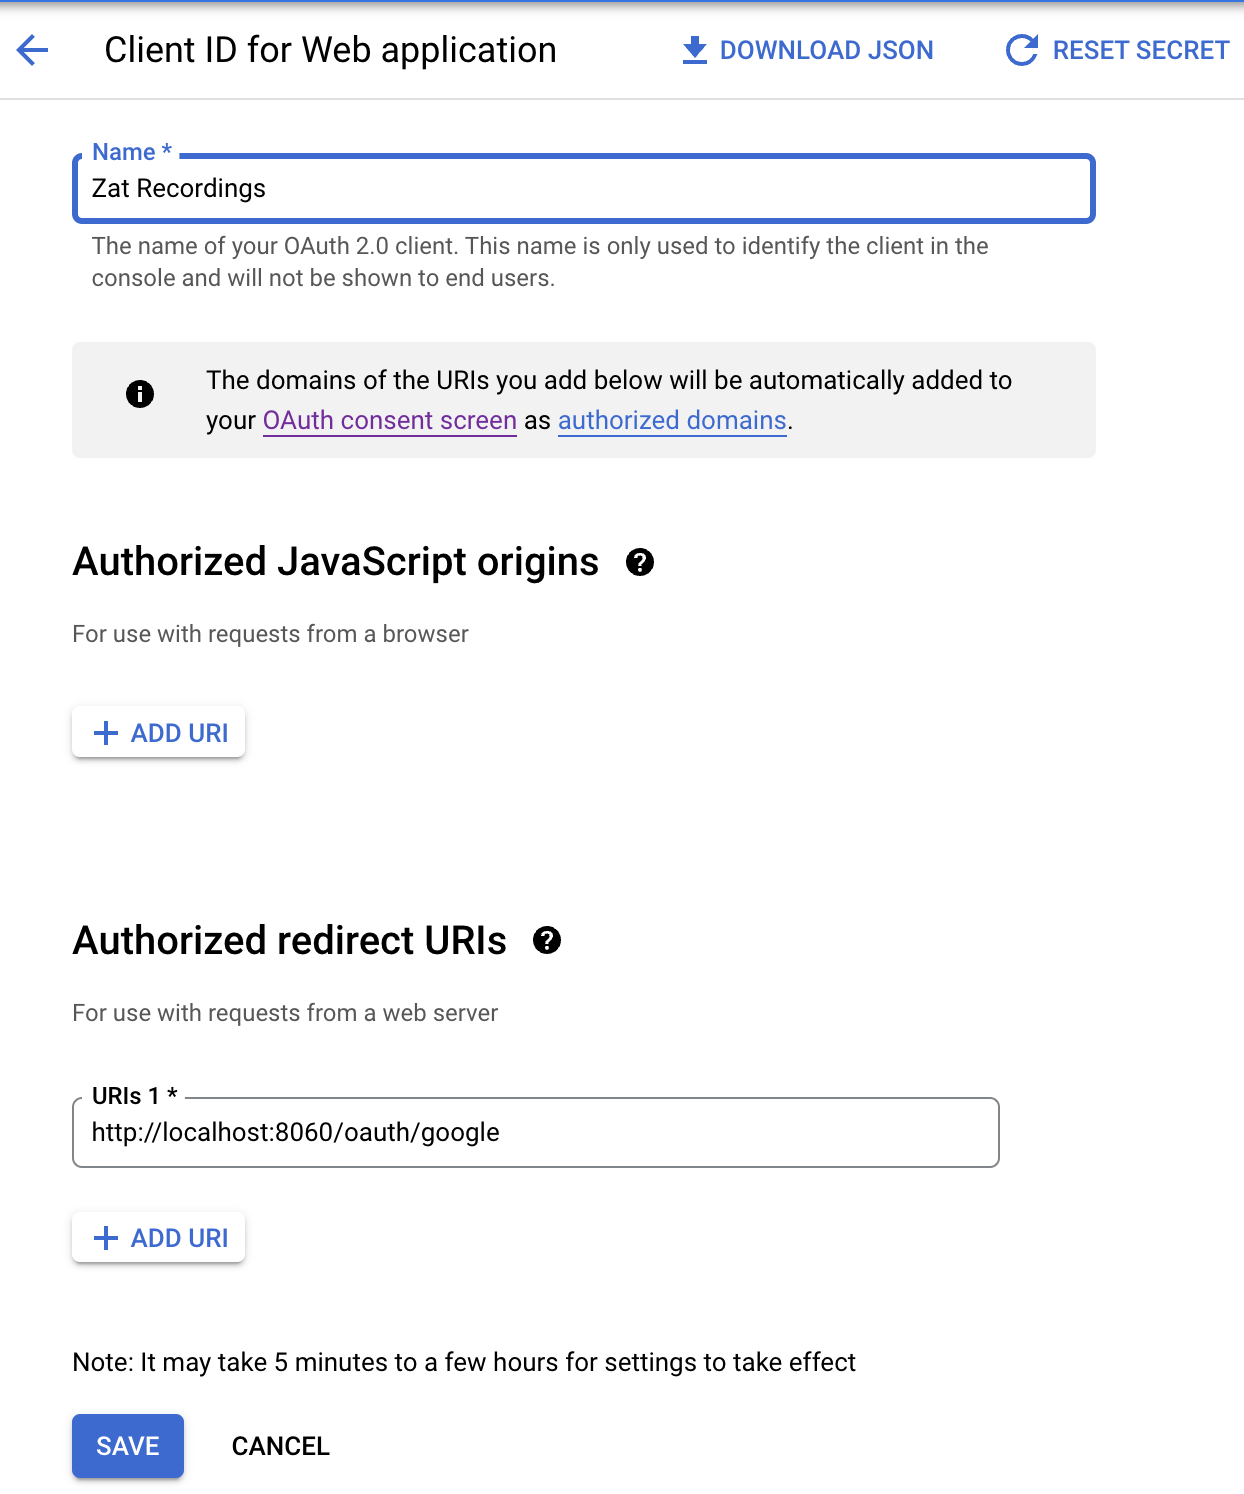 Client ID for Web application
DOWNLOAD JSON
RESET SECRET
Name *
Zat Recordings
The name of your OAuth 2.0 client. This name is only used to identify the client in the
console and will not be shown to end users.
The domains of the URIs you add below will be automatically added to
your OAuth consent screen as authorized domains.
Authorized JavaScript origins
For use with requests from a browser
ADD URI
Authorized redirect URIs
For use with requests from a web server
URIs 1 *
http://localhost:8060/oauth/google
ADD URI
Note: It may take 5 minutes to a few hours for settings to take effect
SAVE
CANCEL